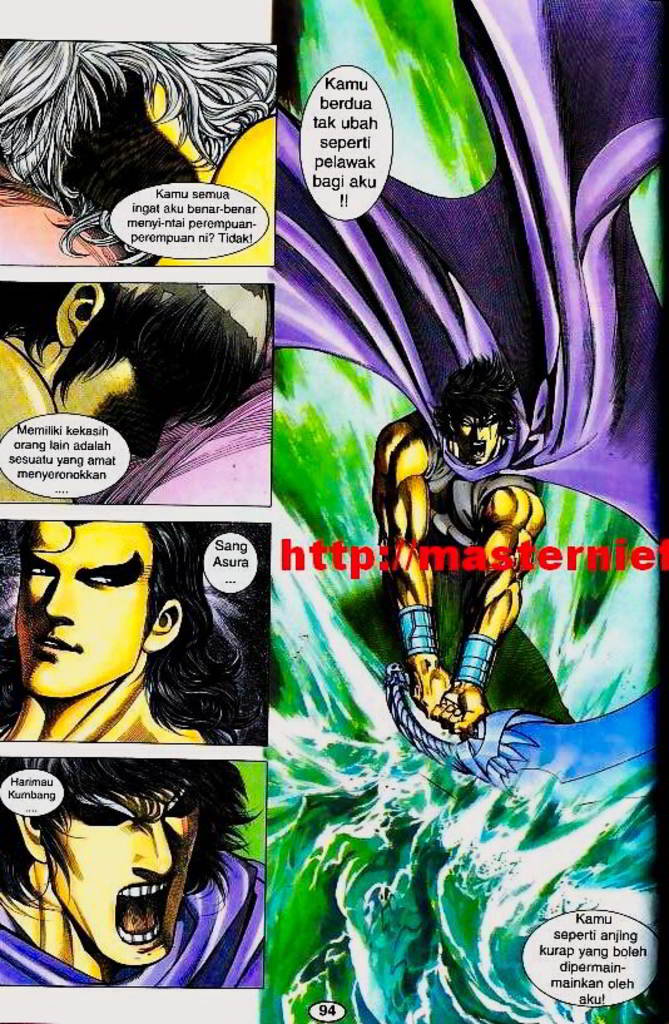 Kamu semua
ingat aku benar-benar
menyi-ntai perempuan-
perempuan ni? Tidak!
Memiliki kekasih
orang lain adalah
sesuatu yang amat
menyeronokkan
....
Sang
Asura
...
Harimau
Kumbang
....
Kamu
berdua
tak ubah
seperti
pelawak
bagi aku
!!
http://masternief
Kamu
seperti anjing
kurap yang boleh
dipermain-
mainkan oleh
aku!
94